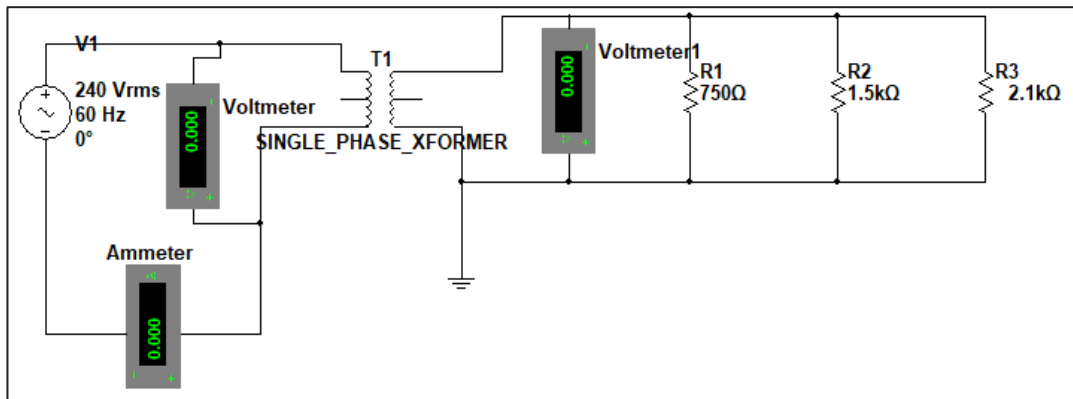 V1
240 Vrms
60 Hz
0°
Voltmeter
0.000
T1
SINGLE_PHASE_XFORMER
Voltmeter1
0.000
R1
750Ω
R2
1.5kΩ
R3
2.1kΩ
Ammeter
0.000